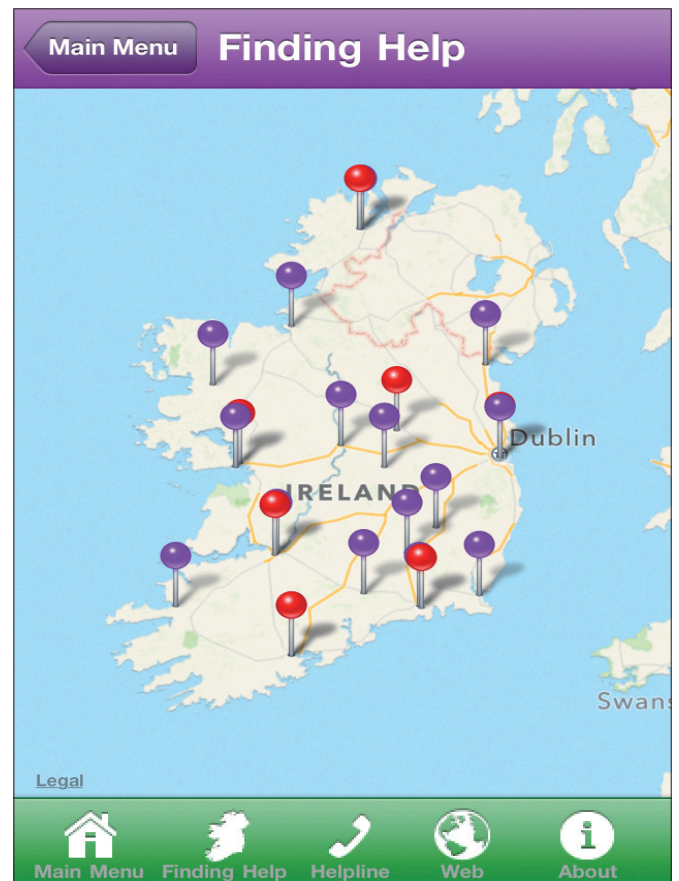 Main Menu Finding Help
Dublin
IRELAND
Swans
Legal
Main Menu Finding Help Helpline Web About